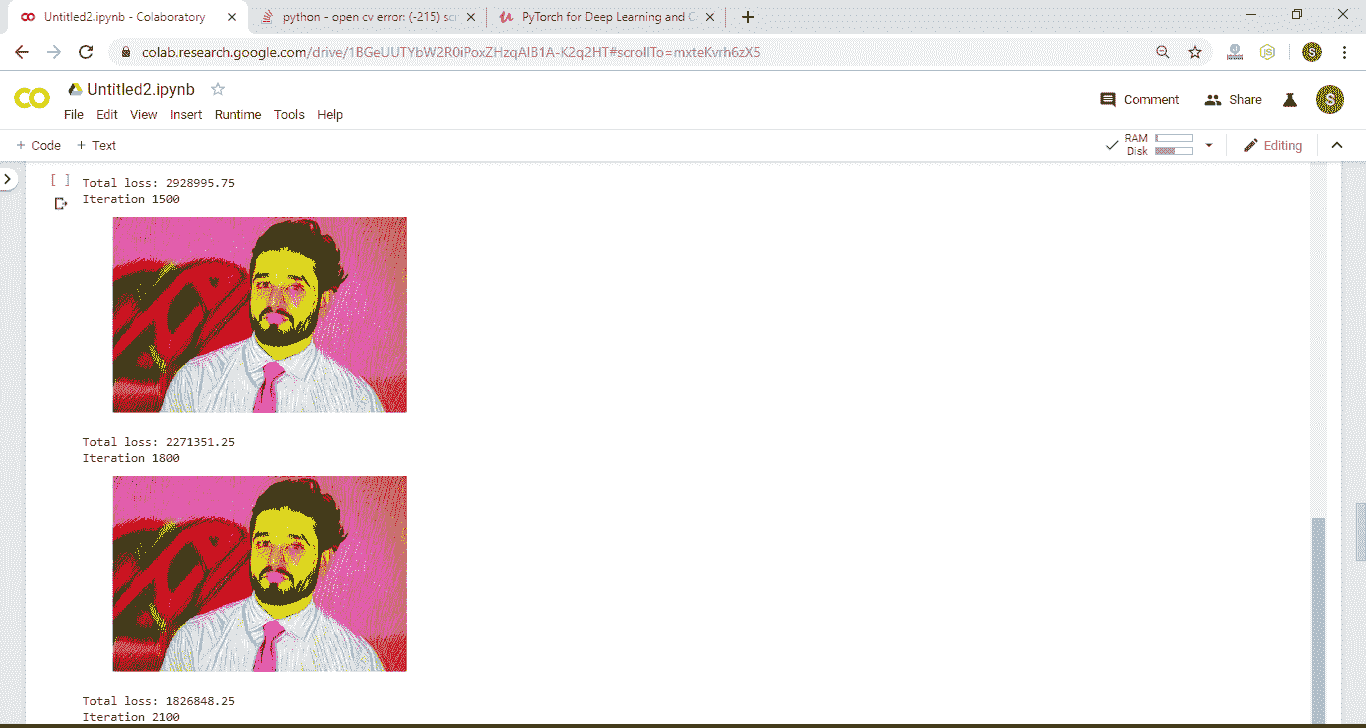 Untitled2.ipynb - Colaboratory
python - open cv error: (-215) scr
PyTorch for Deep Learning and C
colab.research.google.com/drive/1BGeUUTYbW2R0iPoxZHzqAlB1A-K2q2HT#scrollTo=mxteKvrh6zX5
S
CO
Untitled2.ipynb
File Edit View Insert Runtime Tools Help
Comment
Share
S
+ Code + Text
RAM
Disk
Editing
[ ]
Total loss: 2928995.75
Iteration 1500
Total loss: 2271351.25
Iteration 1800
Total loss: 1826848.25
Iteration 2100